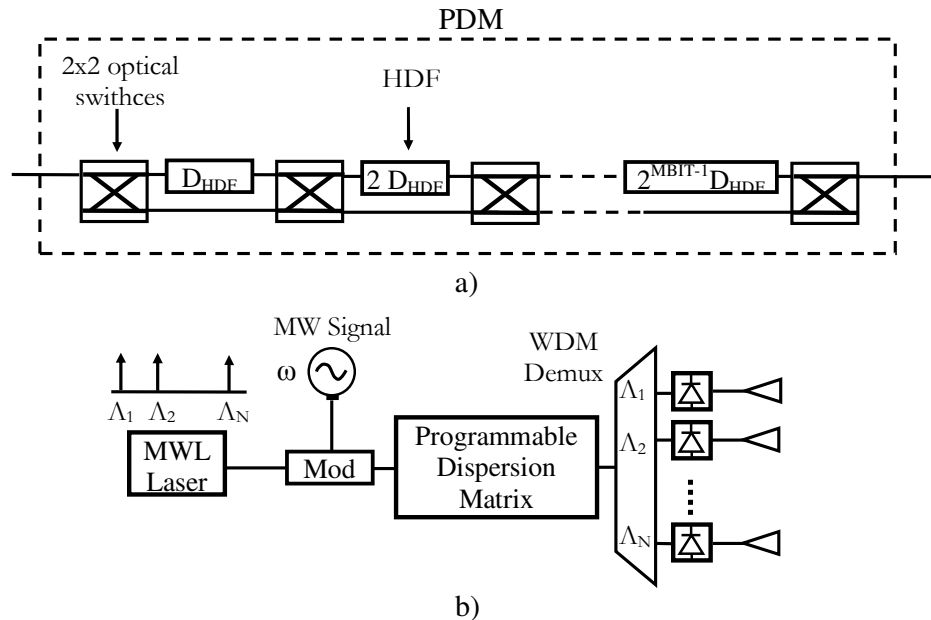 PDM
2x2 optical
swithces
HDF
D_HDF
2 D_HDF
2^MBIT-1 D_HDF
a)
MW Signal
ω
WDM
Demux
Λ1 Λ2 ΛN
MWL
Laser
Mod
Programmable
Dispersion
Matrix
Λ1
Λ2
ΛN
b)